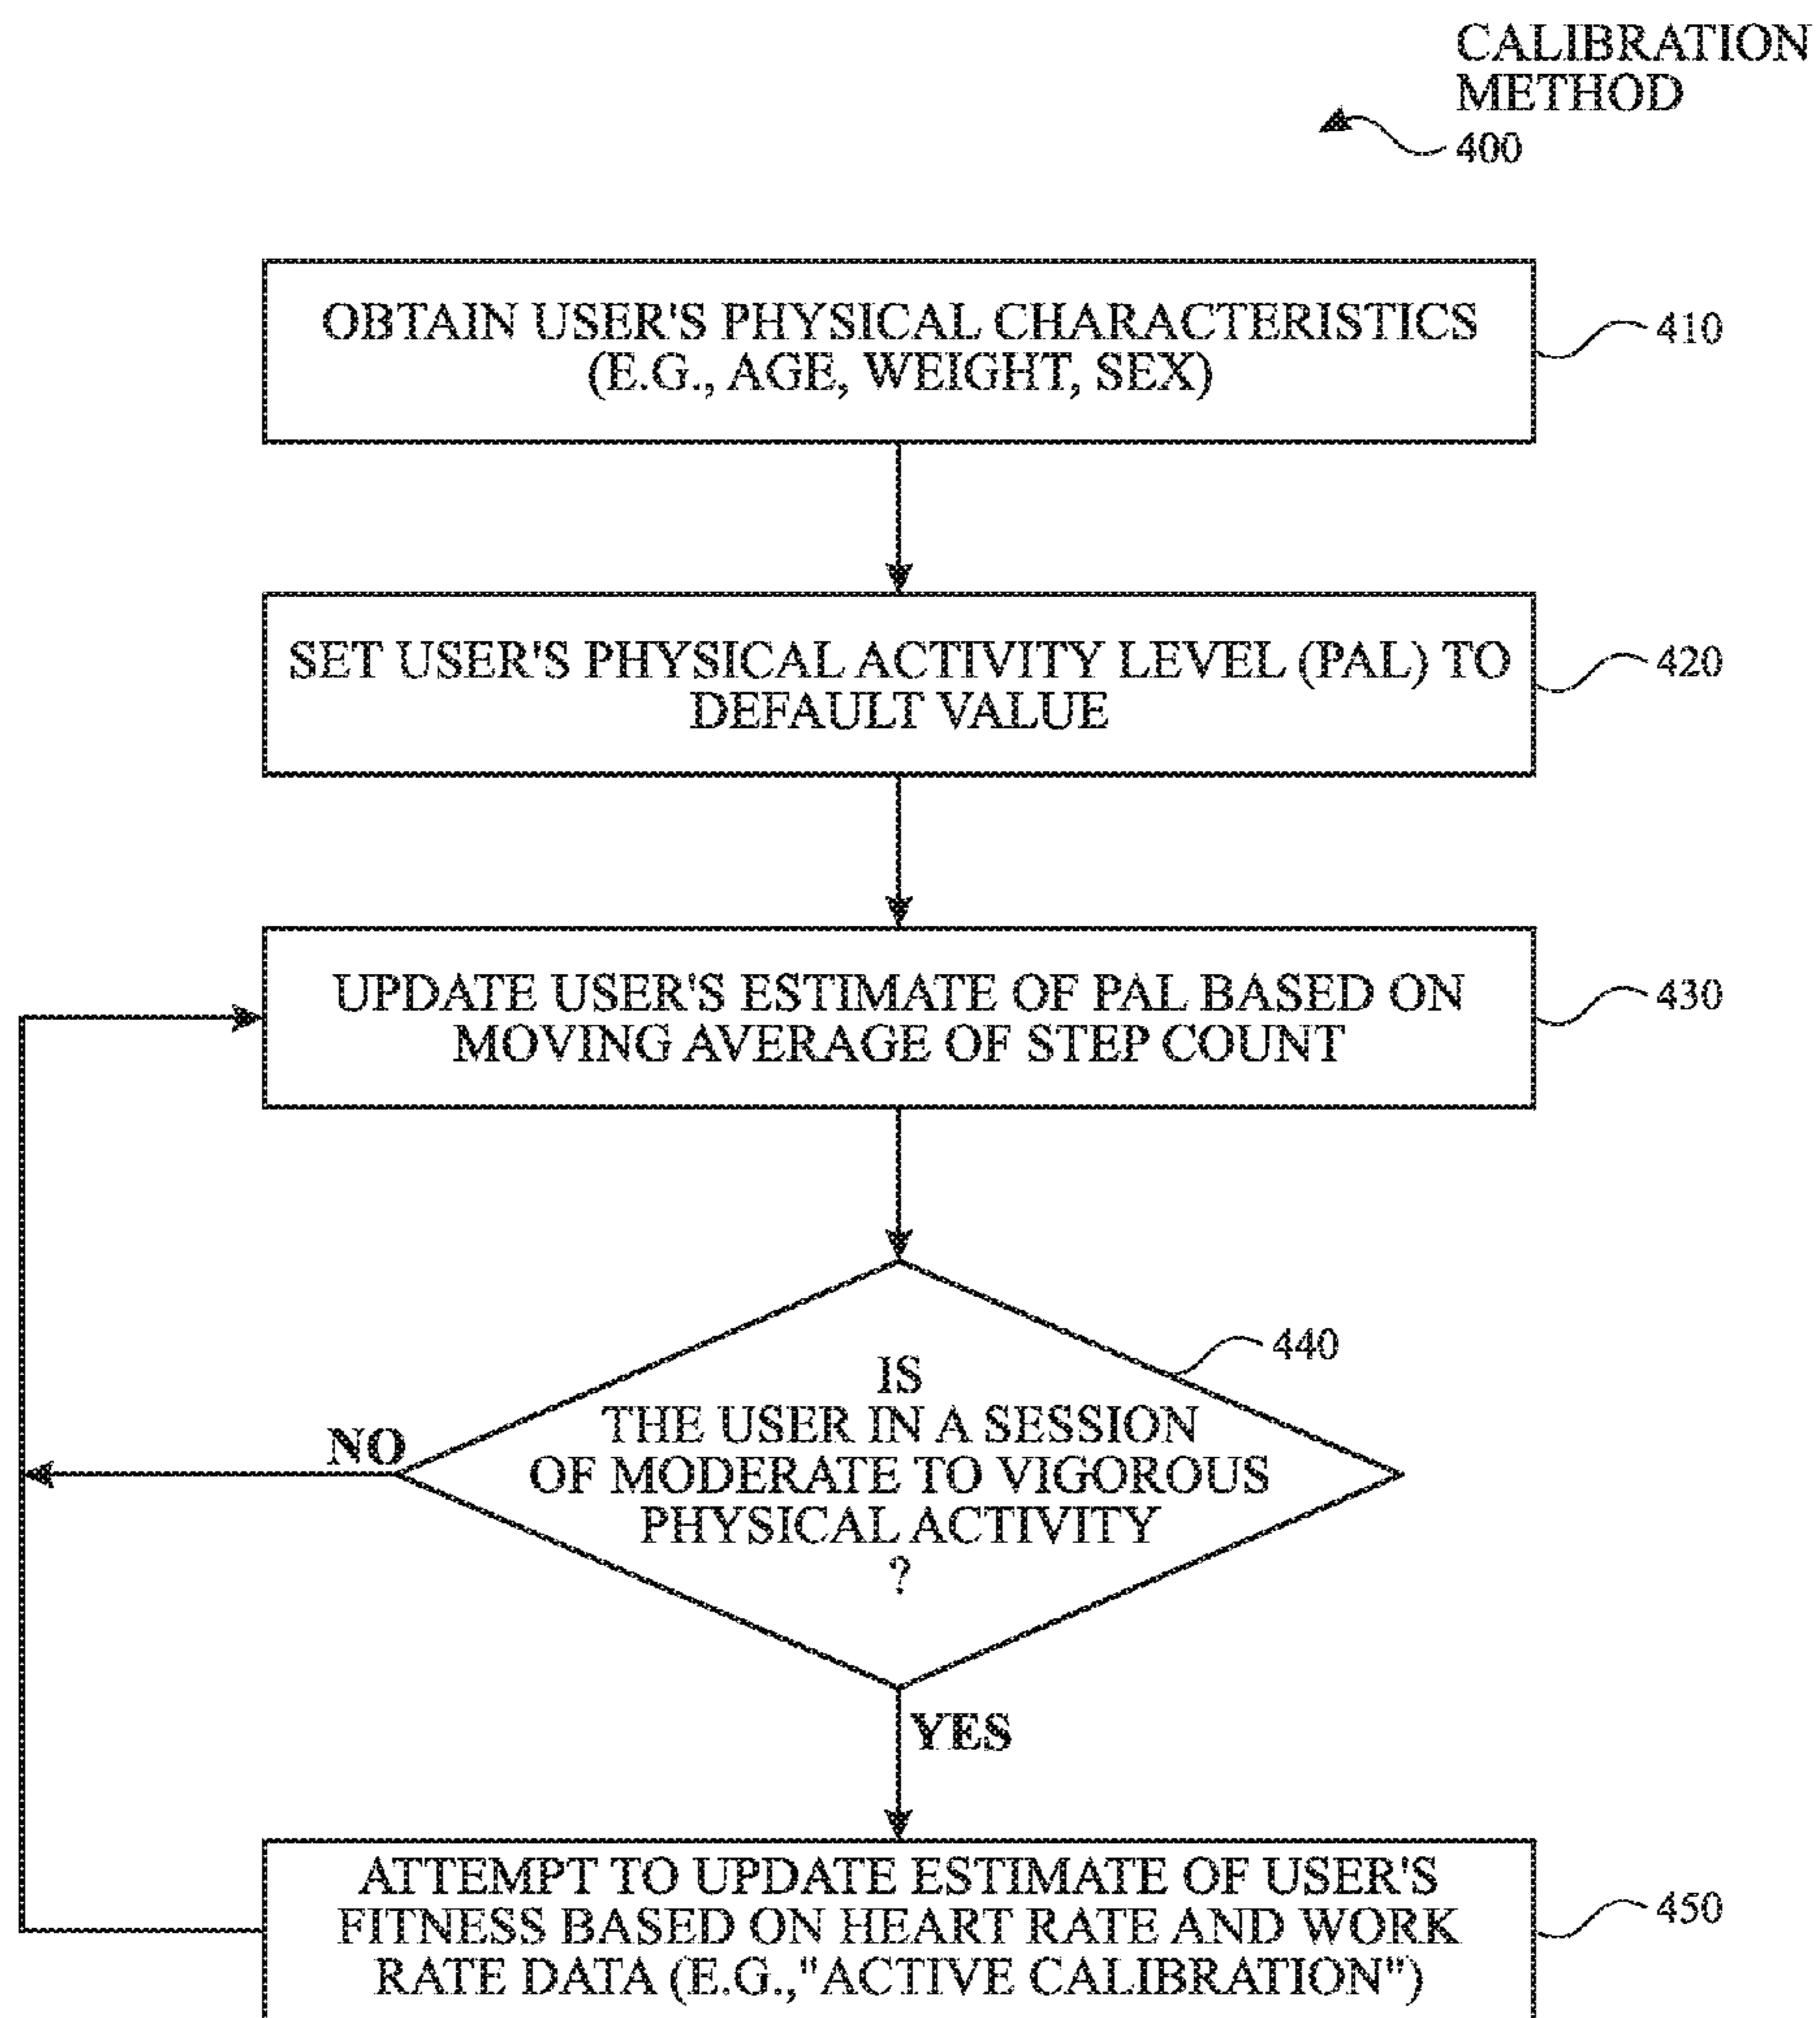 CALIBRATION
METHOD
400
OBTAIN USER'S PHYSICAL CHARACTERISTICS
(E.G., AGE, WEIGHT, SEX)
410
SET USER'S PHYSICAL ACTIVITY LEVEL (PAL) TO
DEFAULT VALUE
420
UPDATE USER'S ESTIMATE OF PAL BASED ON
MOVING AVERAGE OF STEP COUNT
430
IS
THE USER IN A SESSION
OF MODERATE TO VIGOROUS
PHYSICAL ACTIVITY
?
440
NO
YES
ATTEMPT TO UPDATE ESTIMATE OF USER'S
FITNESS BASED ON HEART RATE AND WORK
RATE DATA (E.G.,"ACTIVE CALIBRATION")
450